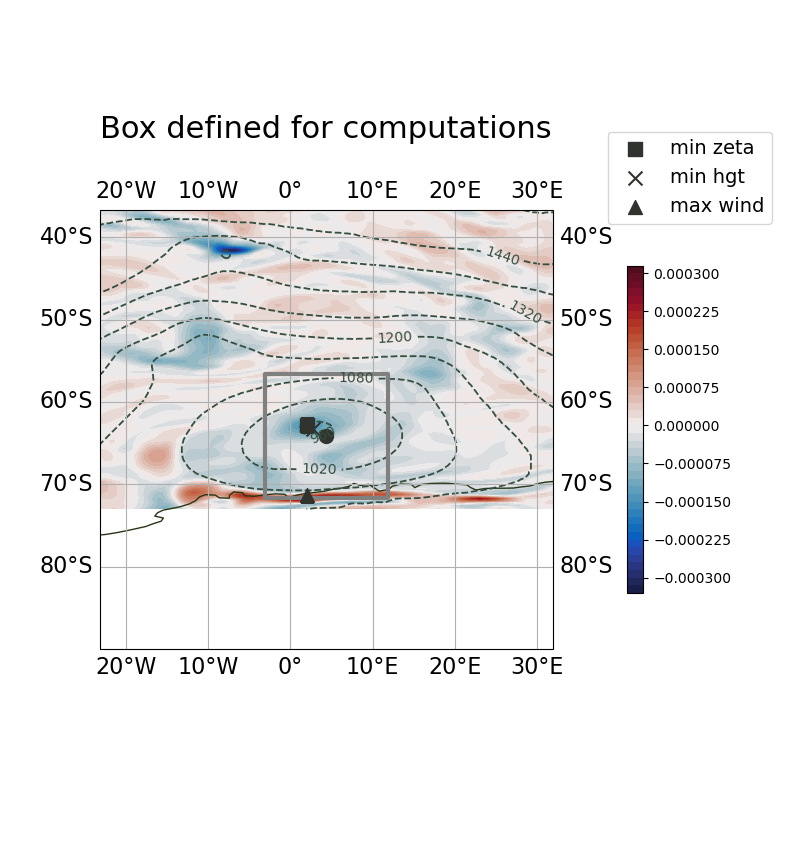 Box defined for computations
min zeta
min hgt
max wind
20°W 10°W 0° 10°E 20°E 30°E
40°S 40°S
50°S 50°S
60°S 60°S
70°S 70°S
80°S 80°S
1440
1320
1200
1080
1020
20°W 10°W 0° 10°E 20°E 30°E
0.000300
0.000225
0.000150
0.000075
0.000000
−0.000075
−0.000150
−0.000225
−0.000300